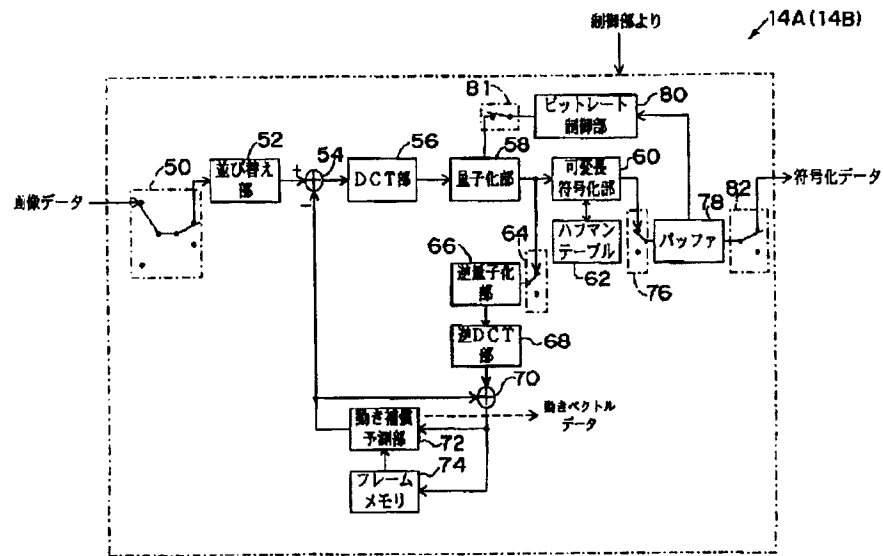 制御部より
14A(14B)
81
ビットレート
制御部
80
50
52
並び替え
部
+
54
56
DCT部
58
量子化部
可変長
符号化部
60
画像データ
-
64
66
逆量子化
部
ハフマン
テーブル
62
76
78
バッファ
82
符号化データ
逆DCT
部
68
70
動き補償
予測部
72
動きベクトル
データ
74
フレーム
メモリ